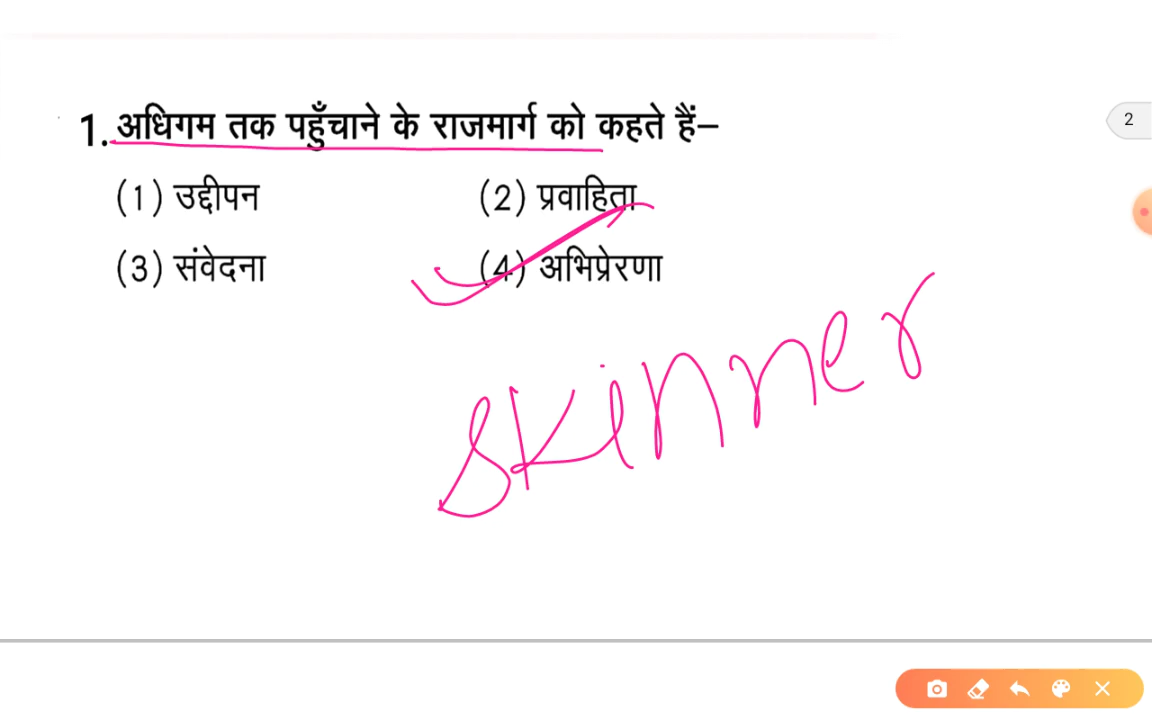 2
1. अधिगम तक पहुँचाने के राजमार्ग को कहते हैं–
(1) उद्दीपन (2) प्रवाहिता
(3) संवेदना (4) अभिप्रेरणा
skinner